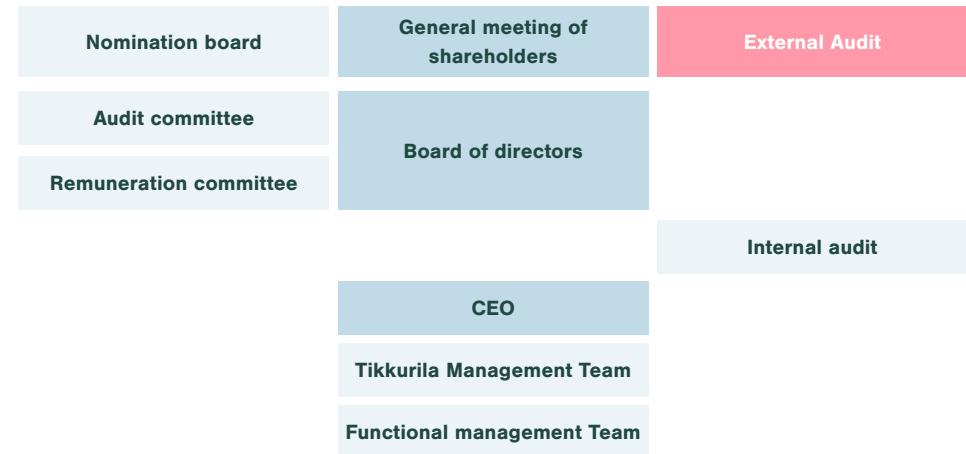 Nomination board
General meeting of
shareholders
External Audit
Audit committee
Board of directors
Remuneration committee
Internal audit
CEO
Tikkurila Management Team
Functional management Team